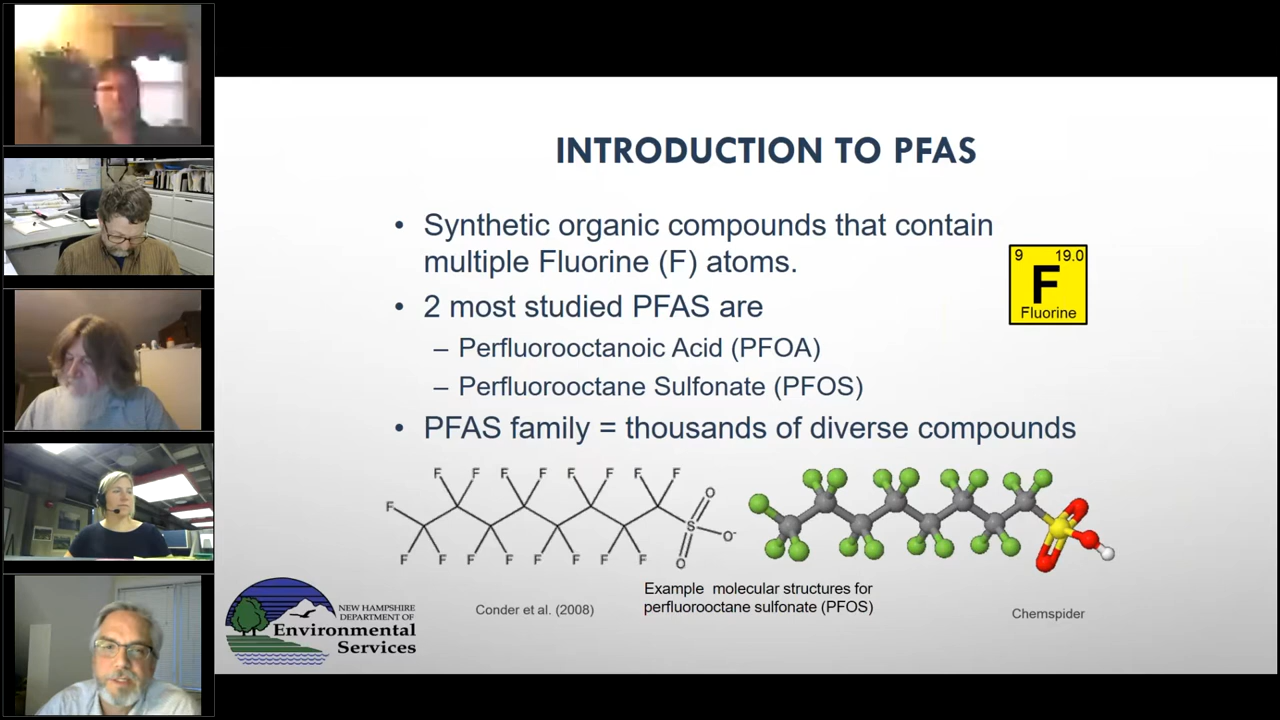 INTRODUCTION TO PFAS
• Synthetic organic compounds that contain
multiple Fluorine (F) atoms.
9 19.0
F
Fluorine
• 2 most studied PFAS are
– Perfluorooctanoic Acid (PFOA)
– Perfluorooctane Sulfonate (PFOS)
• PFAS family = thousands of diverse compounds
F F F F F F F F
F O
S O-
F F F F F F F F O
Example molecular structures for
perfluorooctane sulfonate (PFOS)
Conder et al. (2008)
Chemspider
NEW HAMPSHIRE
DEPARTMENT OF
Environmental
Services